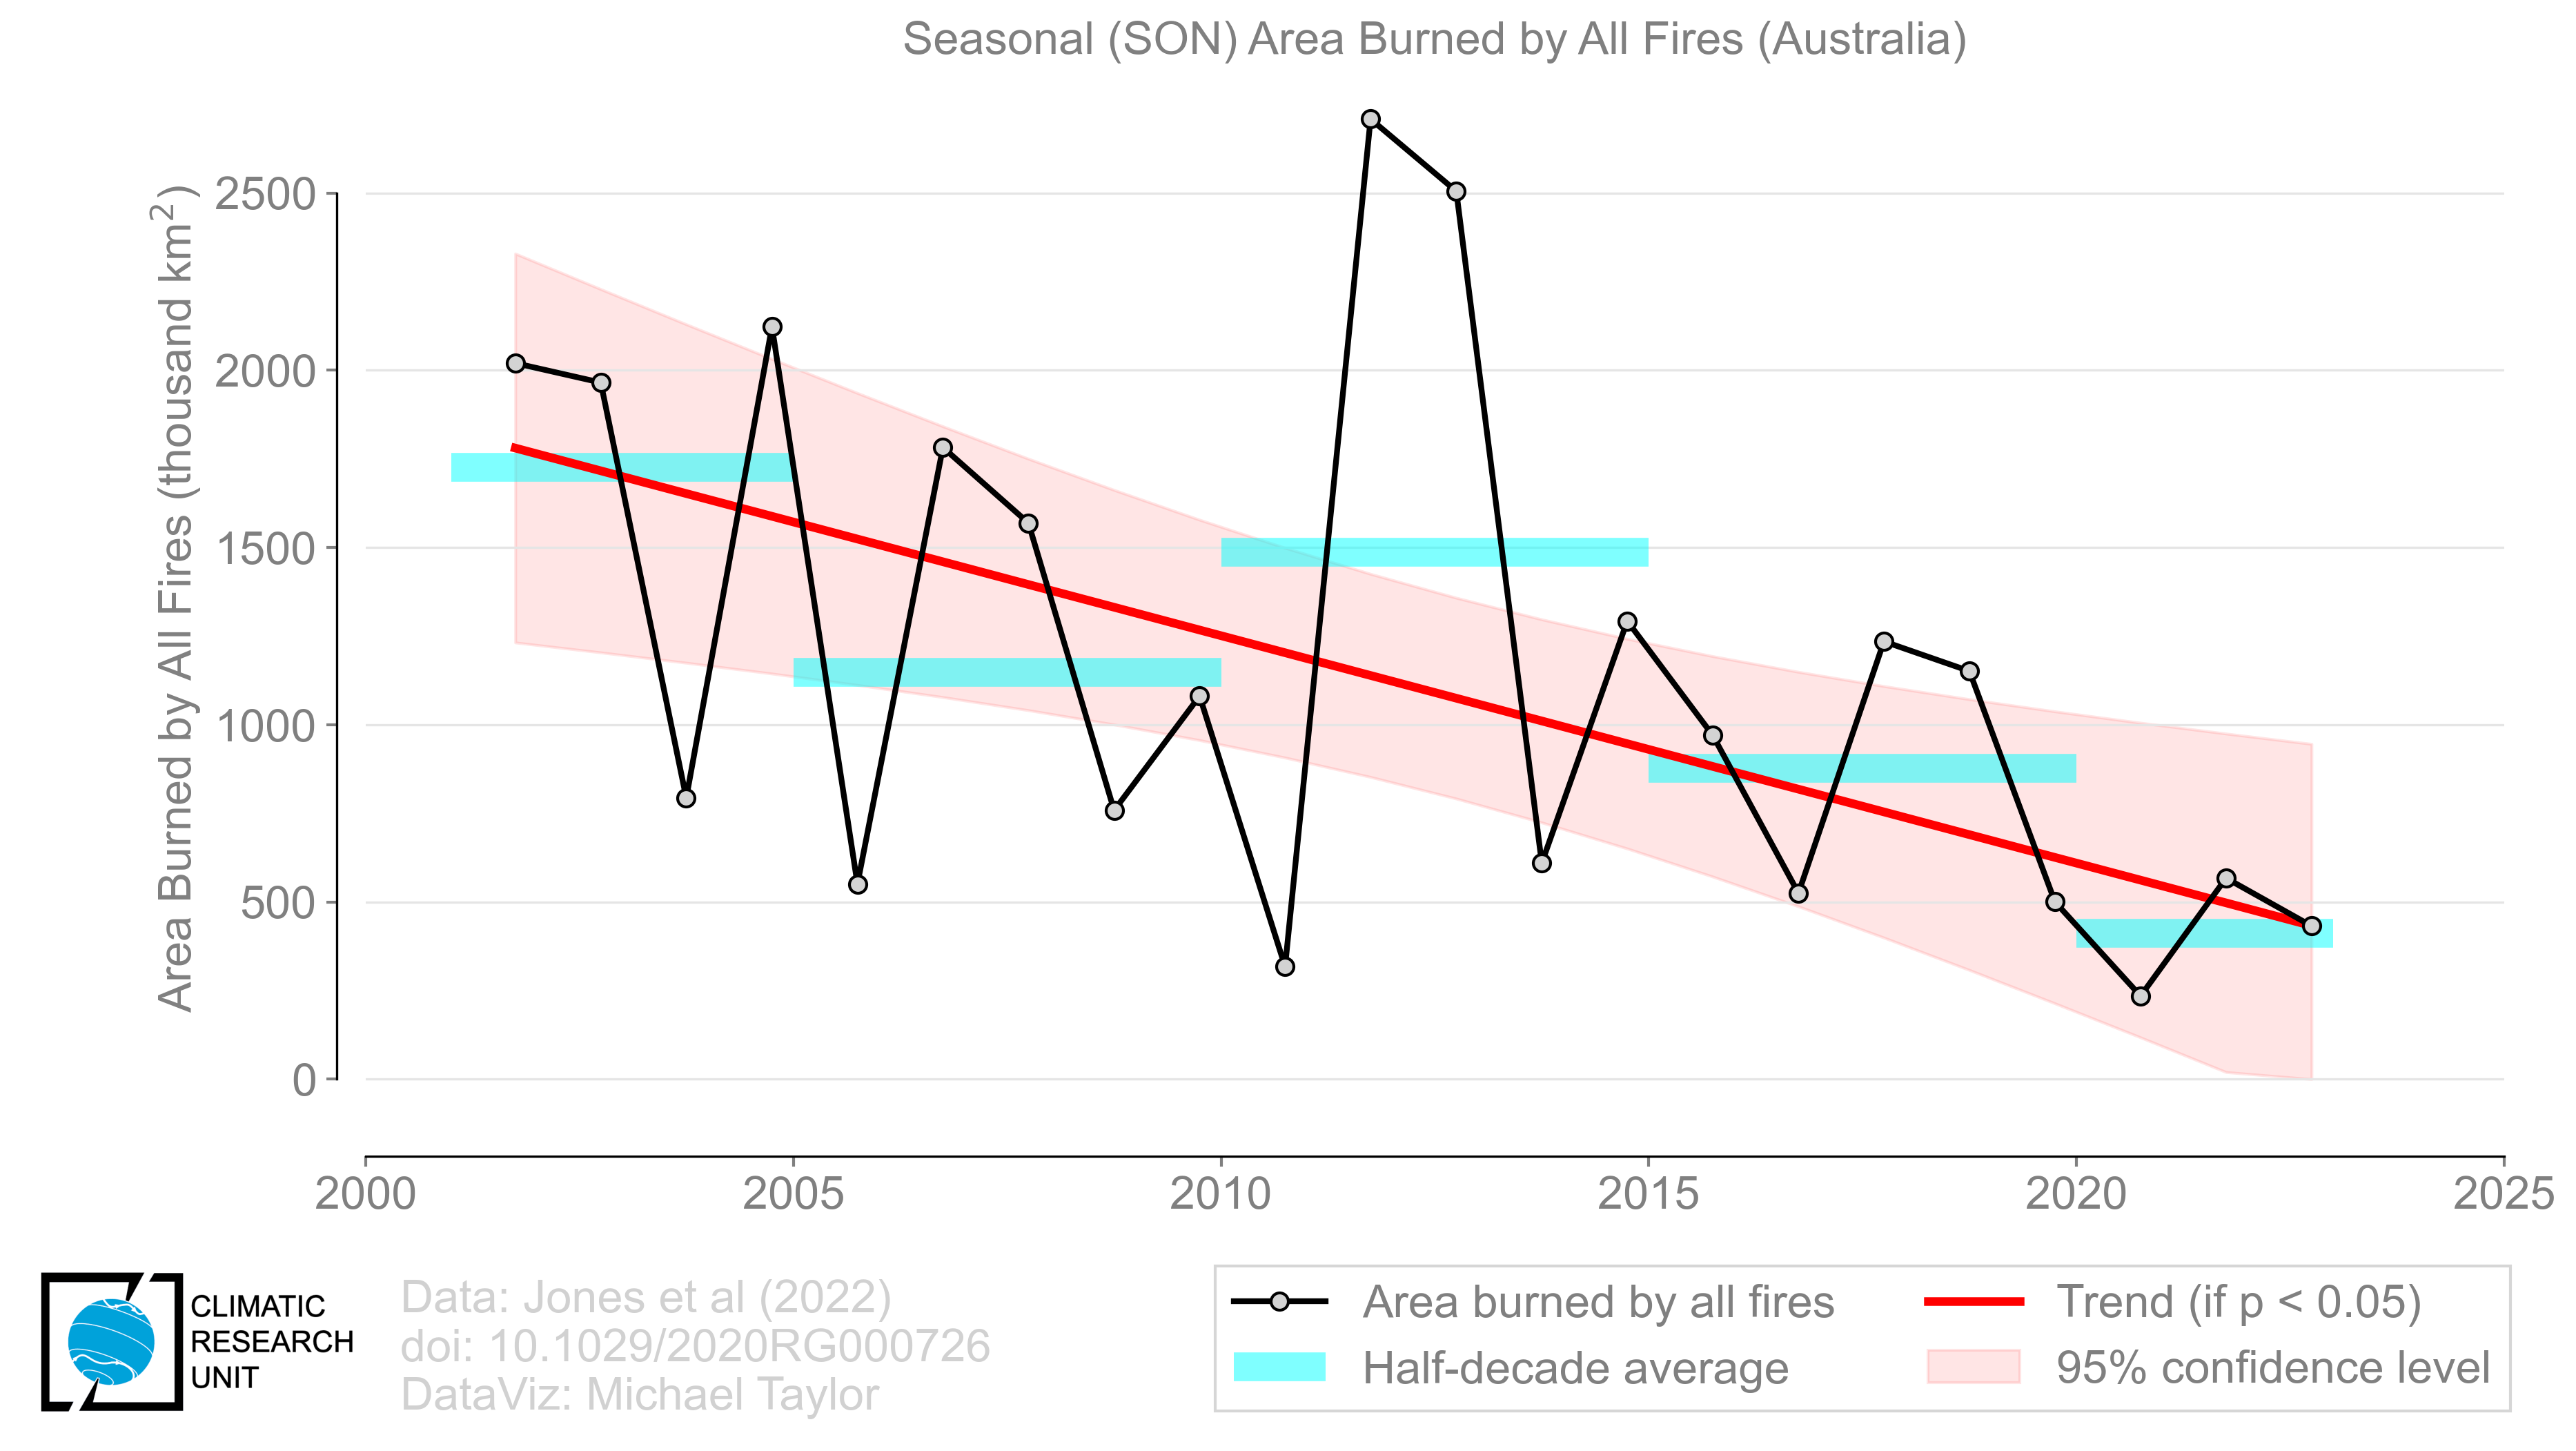 Seasonal (SON) Area Burned by All Fires (Australia)
Area Burned by All Fires (thousand km²)
2500
2000
1500
1000
500
0
2000 2005 2010 2015 2020 2025
CLIMATIC
RESEARCH
UNIT
Data: Jones et al (2022)
doi: 10.1029/2020RG000726
DataViz: Michael Taylor
Area burned by all fires
Half-decade average
Trend (if p < 0.05)
95% confidence level